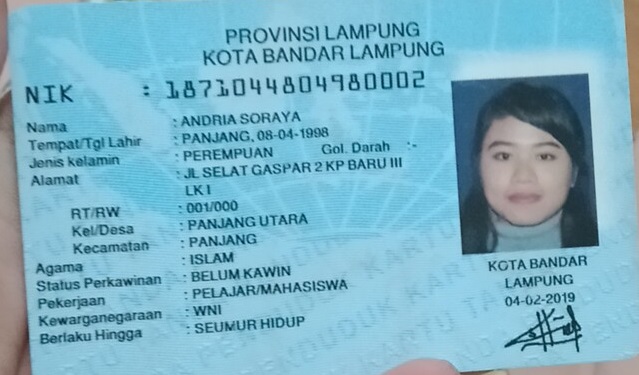 PROVINSI LAMPUNG
KOTA BANDAR LAMPUNG
NIK : 1871044804980002
Nama : ANDRIA SORAYA
Tempat/Tgl Lahir : PANJANG, 08-04-1998
Jenis kelamin : PEREMPUAN Gol. Darah :-
Alamat : JL SELAT GASPAR 2 KP BARU III
LK I
RT/RW : 001/000
Kel/Desa : PANJANG UTARA
Kecamatan : PANJANG
Agama : ISLAM
Status Perkawinan : BELUM KAWIN
Pekerjaan : PELAJAR/MAHASISWA
Kewarganegaraan : WNI
Berlaku Hingga : SEUMUR HIDUP
KOTA BANDAR
LAMPUNG
04-02-2019